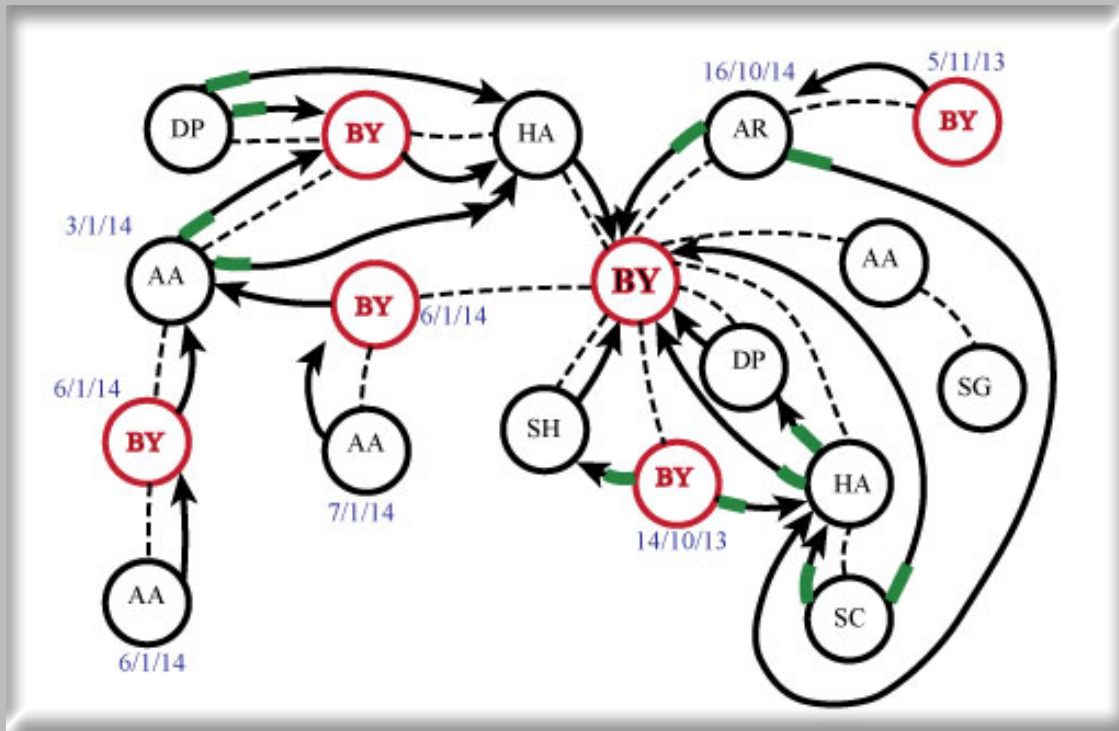 16/10/14
5/11/13
DP
BY
HA
AR
BY
3/1/14
AA
AA
BY
BY
6/1/14
DP
SG
6/1/14
BY
AA
SH
BY
HA
7/1/14
14/10/13
AA
SC
6/1/14